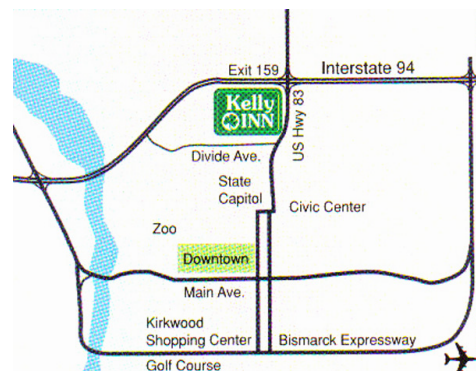 Exit 159
Interstate 94
Kelly
INN
US Hwy 83
Divide Ave.
State
Capitol
Civic Center
Zoo
Downtown
Main Ave.
Kirkwood
Shopping Center
Bismarck Expressway
Golf Course